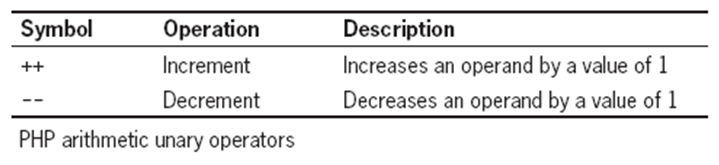 Symbol Operation Description
++ Increment Increases an operand by a value of 1
-- Decrement Decreases an operand by a value of 1
PHP arithmetic unary operators